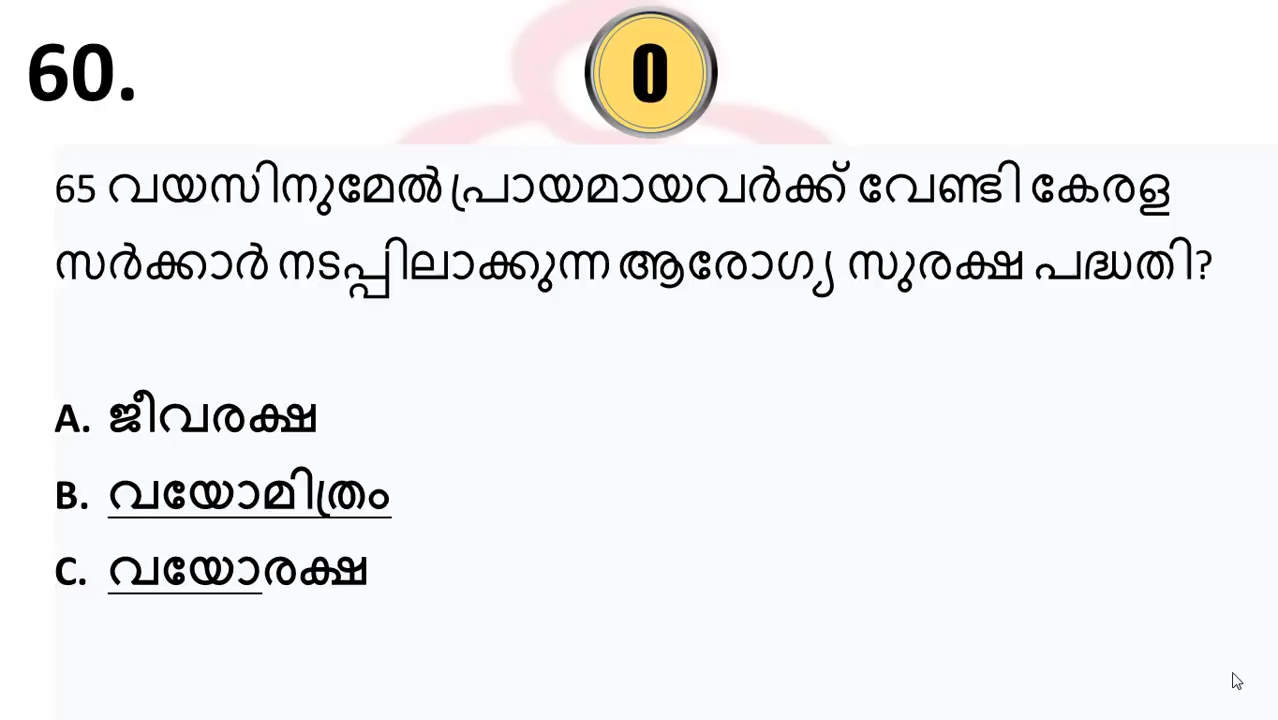 60.
0
65 വയസിനുമേൽ പ്രായമായവർക്ക് വേണ്ടി കേരള
സർക്കാർ നടപ്പിലാക്കുന്ന ആരോഗ്യ സുരക്ഷ പദ്ധതി?
A. ജീവരക്ഷ
B. വയോമിത്രം
C. വയോരക്ഷ